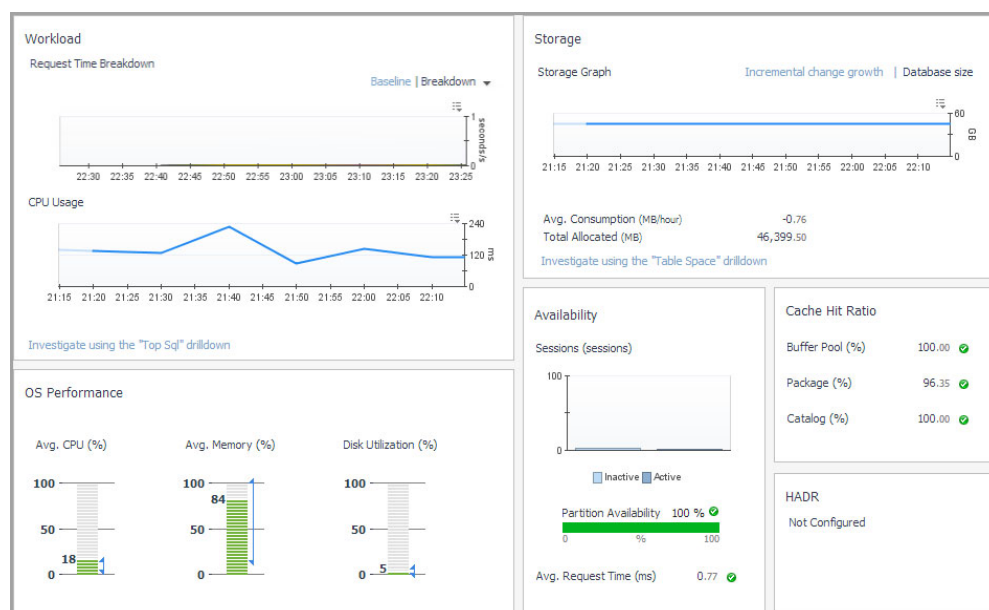 Workload
Request Time Breakdown
Baseline | Breakdown
1
seconds/s
0
22:30 22:35 22:40 22:45 22:50 22:55 23:00 23:05 23:10 23:15 23:20 23:25
CPU Usage
240
120
ms
0
21:15 21:20 21:25 21:30 21:35 21:40 21:45 21:50 21:55 22:00 22:05 22:10
Investigate using the "Top Sql" drilldown
Storage
Storage Graph
Incremental change growth | Database size
60
GB
0
21:15 21:20 21:25 21:30 21:35 21:40 21:45 21:50 21:55 22:00 22:05 22:10
Avg. Consumption (MB/hour) -0.76
Total Allocated (MB) 46,399.50
Investigate using the "Table Space" drilldown
OS Performance
Avg. CPU (%) Avg. Memory (%) Disk Utilization (%)
100 100 100
84
50 50 50
18 5
0 0 0
Availability
Sessions (sessions)
100
0
Inactive Active
Partition Availability 100 %
0 % 100
Avg. Request Time (ms) 0.77
Cache Hit Ratio
Buffer Pool (%) 100.00
Package (%) 96.35
Catalog (%) 100.00
HADR
Not Configured